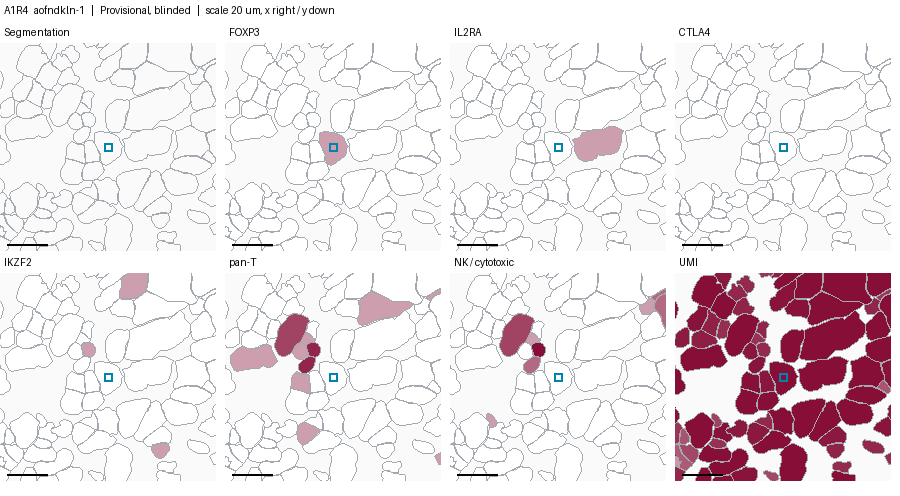 A1R4 aofndkln-1 | Provisional, blinded | scale 20 um, x right / y down
Segmentation FOXP3 IL2RA CTLA4
IKZF2 pan-T NK / cytotoxic UMI